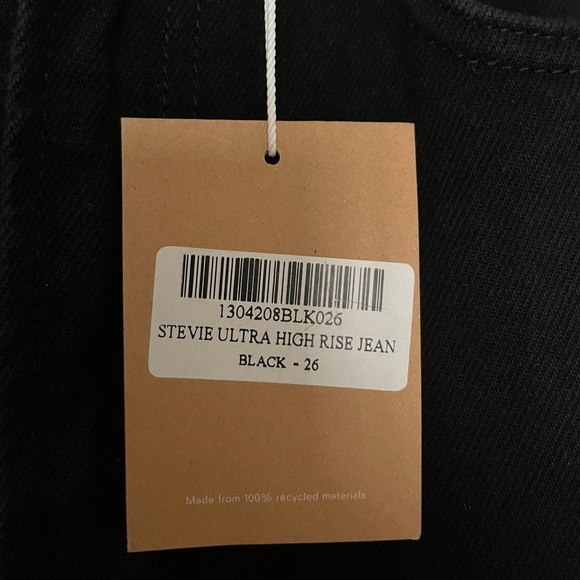 1304208BLK026
STEVIE ULTRA HIGH RISE JEAN
BLACK - 26
Made from 100% recycled materials